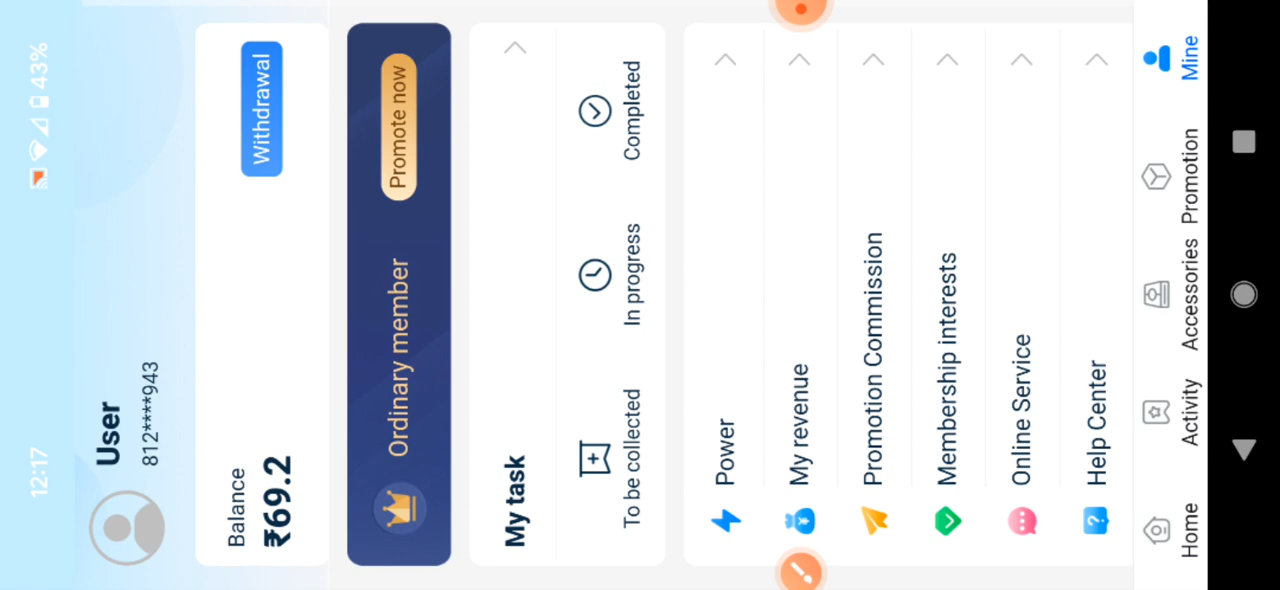 12:17
43%
User
812****943
Balance
₹69.2
Withdrawal
Ordinary member
Promote now
My task
To be collected
In progress
Completed
Power
My revenue
Promotion Commission
Membership interests
Online Service
Help Center
Home
Activity
Accessories
Promotion
Mine